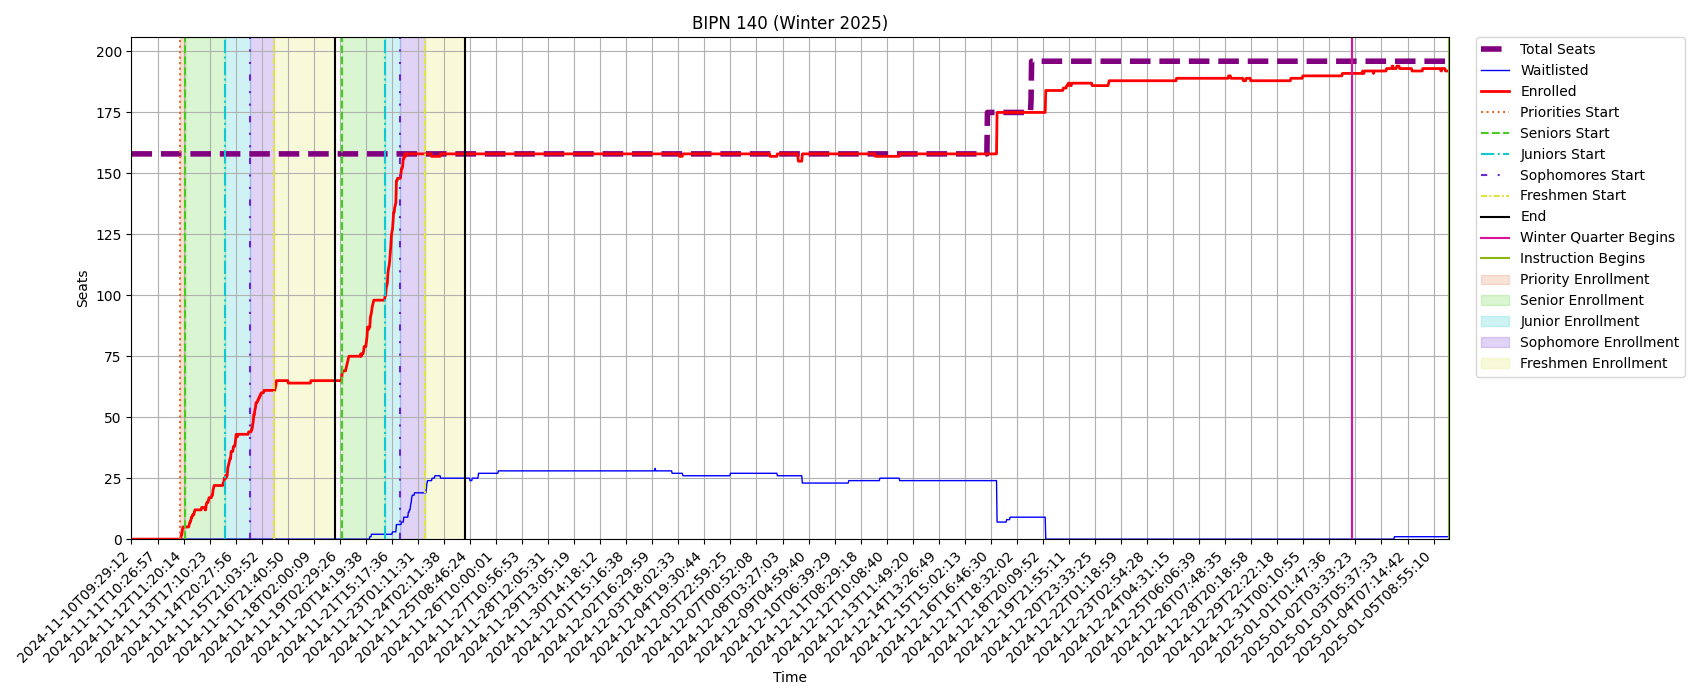 BIPN 140 (Winter 2025)
Seats
200
175
150
125
100
75
50
25
0
2024-11-10T09:29:12
2024-11-11T10:26:57
2024-11-12T11:20:14
2024-11-13T17:10:23
2024-11-14T20:27:56
2024-11-15T21:03:52
2024-11-16T21:40:50
2024-11-18T02:00:09
2024-11-19T02:29:26
2024-11-20T14:19:38
2024-11-21T15:17:36
2024-11-24T01:11:31
2024-11-25T08:11:38
2024-11-25T08:46:24
2024-11-26T10:00:01
2024-11-27T10:56:53
2024-11-28T12:05:31
2024-11-29T13:05:19
2024-11-30T14:18:12
2024-12-01T15:16:38
2024-12-02T16:29:59
2024-12-03T18:02:33
2024-12-04T19:30:44
2024-12-05T22:59:25
2024-12-07T00:52:08
2024-12-08T03:27:03
2024-12-09T04:59:40
2024-12-10T06:39:29
2024-12-11T08:29:18
2024-12-12T10:08:40
2024-12-13T11:49:20
2024-12-14T13:26:49
2024-12-15T15:02:13
2024-12-16T16:46:30
2024-12-17T18:32:02
2024-12-18T20:09:52
2024-12-19T21:55:11
2024-12-20T23:33:25
2024-12-22T01:18:59
2024-12-23T02:54:28
2024-12-24T04:31:15
2024-12-25T06:06:39
2024-12-26T07:48:35
2024-12-28T20:18:58
2024-12-29T22:22:18
2024-12-31T00:10:55
2025-01-01T01:47:36
2025-01-02T03:33:23
2025-01-03T05:37:33
2025-01-04T07:14:42
2025-01-05T08:55:10
Time
Total Seats
Waitlisted
Enrolled
Priorities Start
Seniors Start
Juniors Start
Sophomores Start
Freshmen Start
End
Winter Quarter Begins
Instruction Begins
Priority Enrollment
Senior Enrollment
Junior Enrollment
Sophomore Enrollment
Freshmen Enrollment